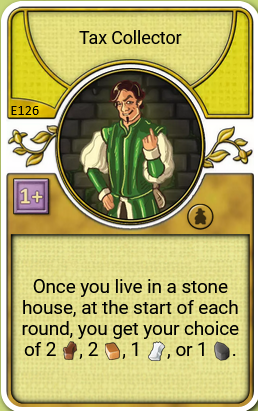 Tax Collector
E126
1+
Once you live in a stone
house, at the start of each
round, you get your choice
of 2 , 2 , 1 , or 1 .